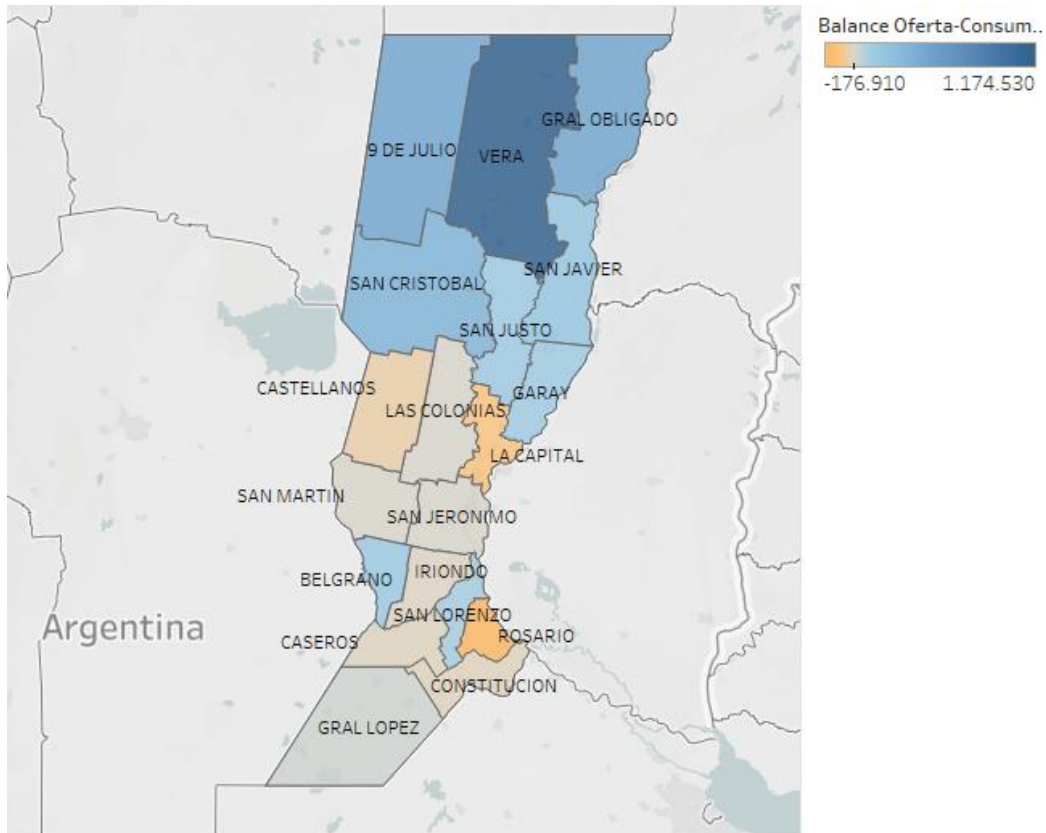 Balance Oferta-Consum..
-176.910 1.174.530
GRAL OBLIGADO
9 DE JULIO
VERA
SAN JAVIER
SAN CRISTOBAL
SAN JUSTO
CASTELLANOS
GARAY
LAS COLONIAS
LA CAPITAL
SAN MARTIN
SAN JERONIMO
IRIONDO
BELGRANO
SAN LORENZO
Argentina
ROSARIO
CASEROS
CONSTITUCION
GRAL LOPEZ